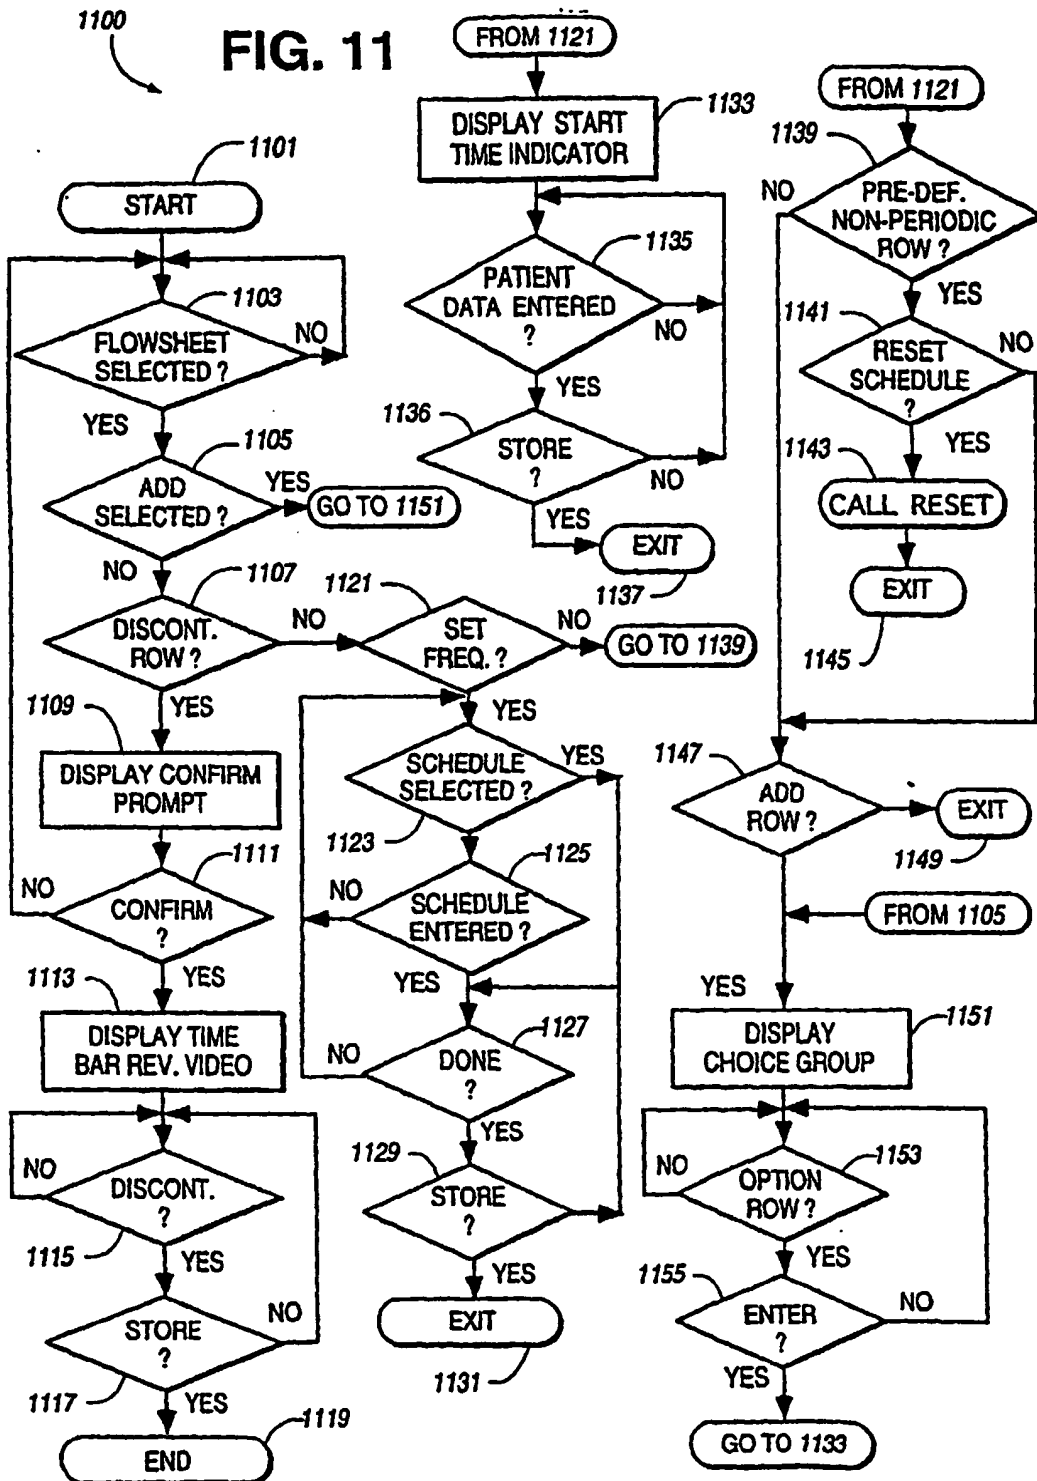 1100
FIG. 11
1101
START
1103
FLOWSHEET
SELECTED ?
NO
YES
1105
ADD
SELECTED ?
YES
GO TO 1151
NO
1107
DISCONT.
ROW ?
NO
YES
1109
DISPLAY CONFIRM
PROMPT
1111
NO
CONFIRM
?
YES
1113
DISPLAY TIME
BAR REV. VIDEO
NO
DISCONT.
?
1115
YES
STORE
?
NO
1117
YES
1119
END
FROM 1121
1133
DISPLAY START
TIME INDICATOR
1135
PATIENT
DATA ENTERED
?
NO
YES
1136
STORE
?
NO
YES
EXIT
1137
1121
SET
FREQ. ?
NO
GO TO 1139
YES
SCHEDULE
SELECTED ?
YES
1123
1125
NO
SCHEDULE
ENTERED ?
YES
1127
NO
DONE
?
YES
1129
STORE
?
YES
EXIT
1131
FROM 1121
1139
NO
PRE-DEF.
NON-PERIODIC
ROW ?
YES
1141
RESET
SCHEDULE
?
NO
YES
1143
CALL RESET
EXIT
1145
1147
ADD
ROW ?
EXIT
1149
FROM 1105
YES
1151
DISPLAY
CHOICE GROUP
1153
NO
OPTION
ROW ?
YES
1155
ENTER
?
NO
YES
GO TO 1133